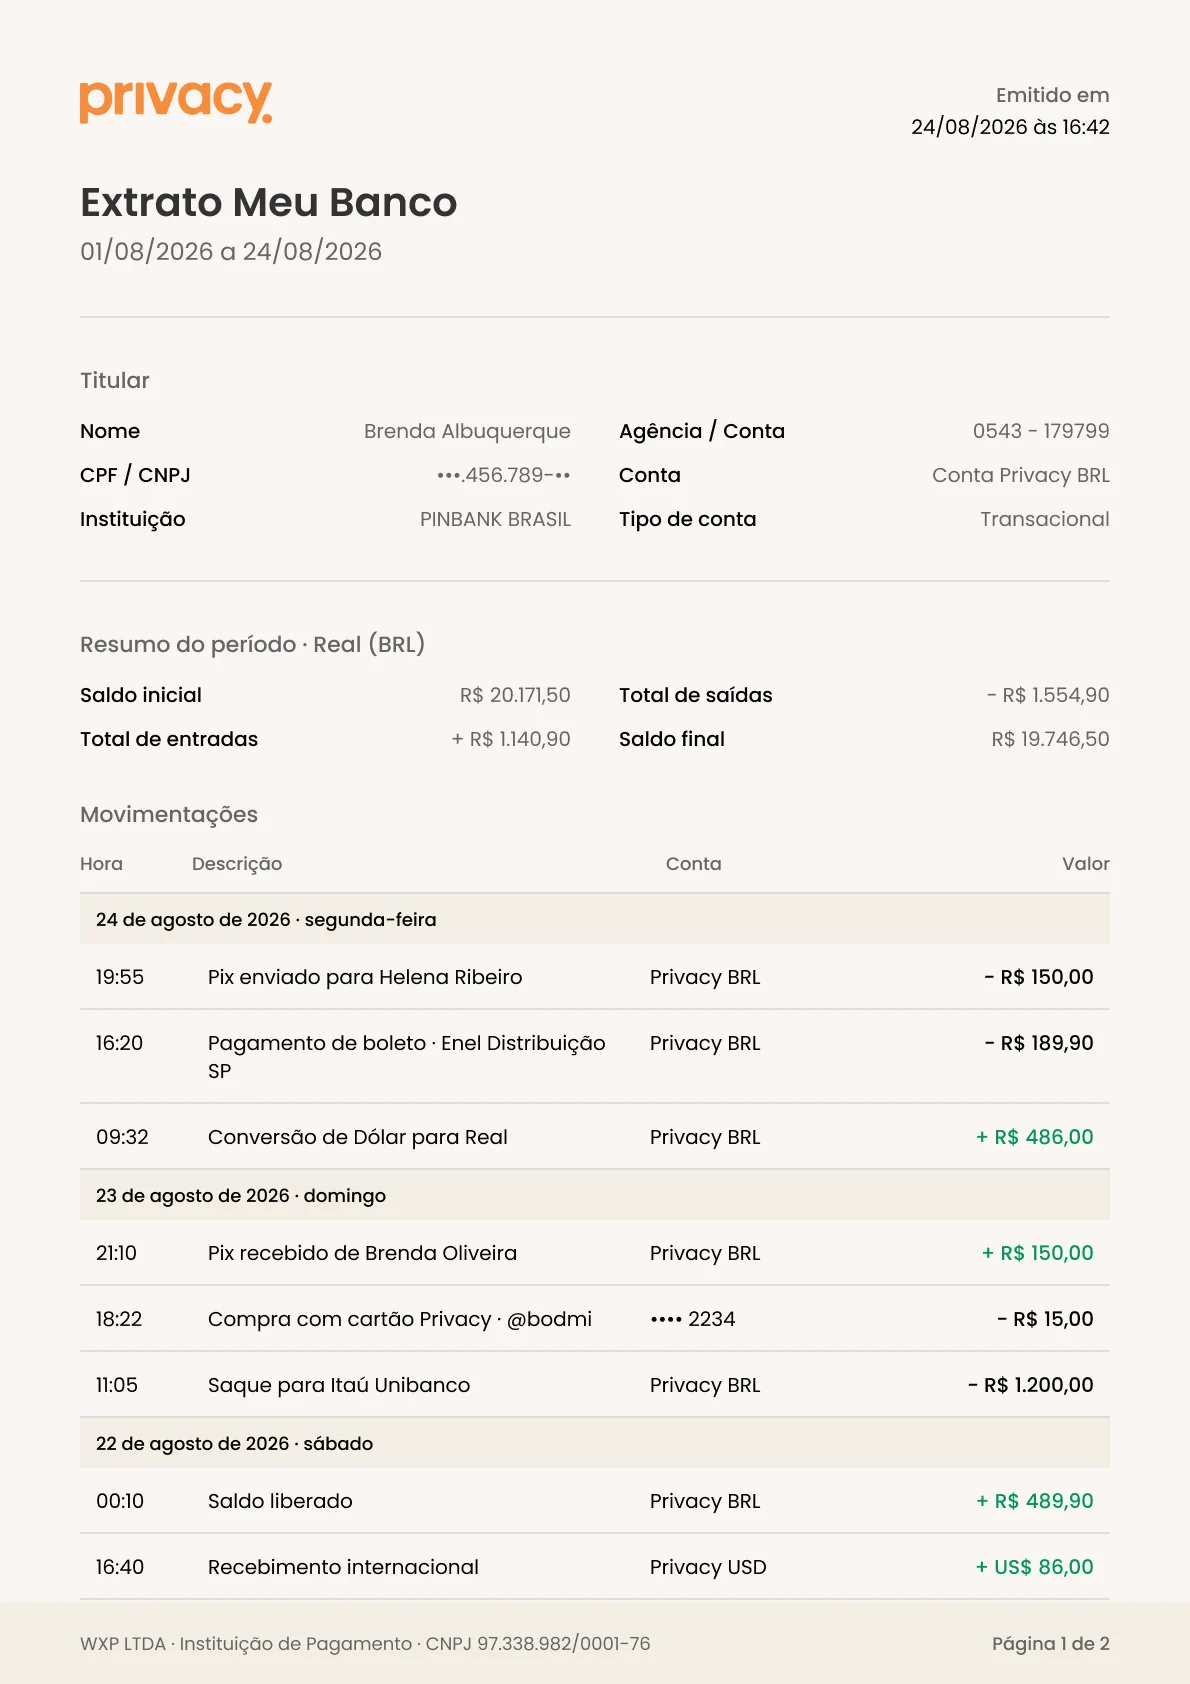 privacy.
Emitido em
24/08/2026 às 16:42
Extrato Meu Banco
01/08/2026 a 24/08/2026
Titular
Nome Brenda Albuquerque Agência / Conta 0543 - 179799
CPF / CNPJ •••.456.789-•• Conta Conta Privacy BRL
Instituição PINBANK BRASIL Tipo de conta Transacional
Resumo do período · Real (BRL)
Saldo inicial R$ 20.171,50 Total de saídas - R$ 1.554,90
Total de entradas + R$ 1.140,90 Saldo final R$ 19.746,50
Movimentações
Hora Descrição Conta Valor
24 de agosto de 2026 · segunda-feira
19:55 Pix enviado para Helena Ribeiro Privacy BRL - R$ 150,00
16:20 Pagamento de boleto · Enel Distribuição Privacy BRL - R$ 189,90
SP
09:32 Conversão de Dólar para Real Privacy BRL + R$ 486,00
23 de agosto de 2026 · domingo
21:10 Pix recebido de Brenda Oliveira Privacy BRL + R$ 150,00
18:22 Compra com cartão Privacy · @bodmi •••• 2234 - R$ 15,00
11:05 Saque para Itaú Unibanco Privacy BRL - R$ 1.200,00
22 de agosto de 2026 · sábado
00:10 Saldo liberado Privacy BRL + R$ 489,90
16:40 Recebimento internacional Privacy USD + US$ 86,00
WXP LTDA · Instituição de Pagamento · CNPJ 97.338.982/0001-76 Página 1 de 2